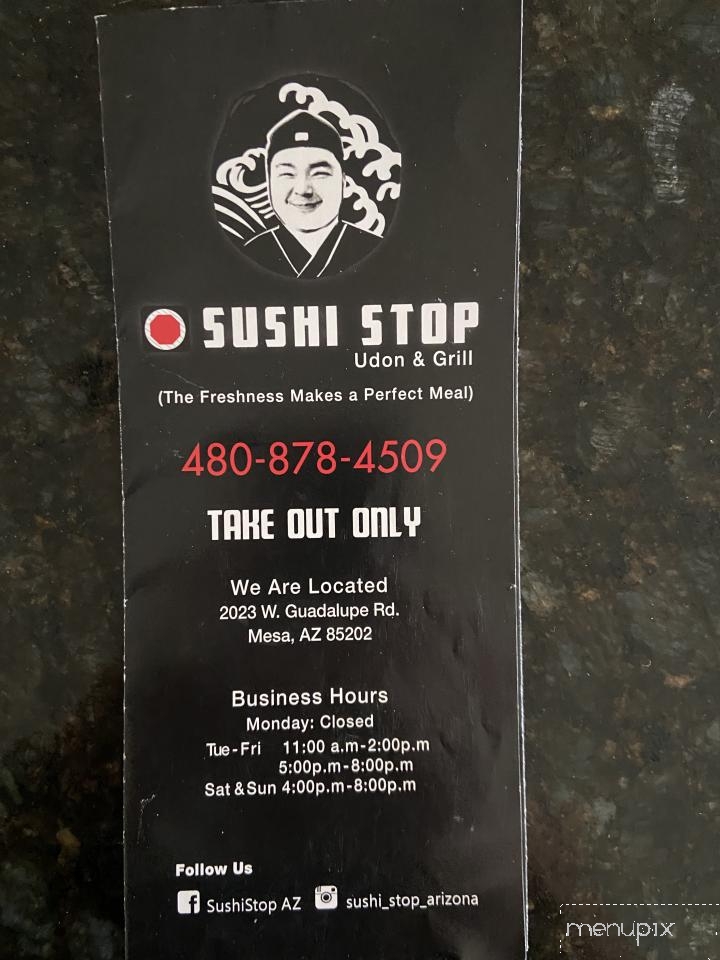 SUSHI STOP
Udon & Grill
(The Freshness Makes a Perfect Meal)
480-878-4509
TAKE OUT ONLY
We Are Located
2023 W. Guadalupe Rd.
Mesa, AZ 85202
Business Hours
Monday: Closed
Tue-Fri 11:00 a.m-2:00p.m
5:00p.m-8:00p.m
Sat & Sun 4:00p.m-8:00p.m
Follow Us
SushiStop AZ sushi_stop_arizona
menupix